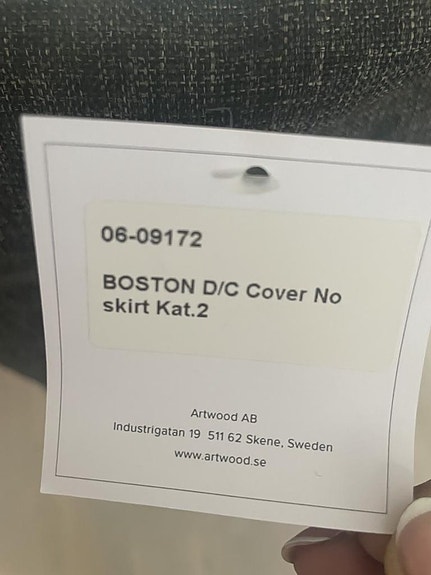 06-09172
BOSTON D/C Cover No
skirt Kat.2
Artwood AB
Industrigatan 19 511 62 Skene, Sweden
www.artwood.se